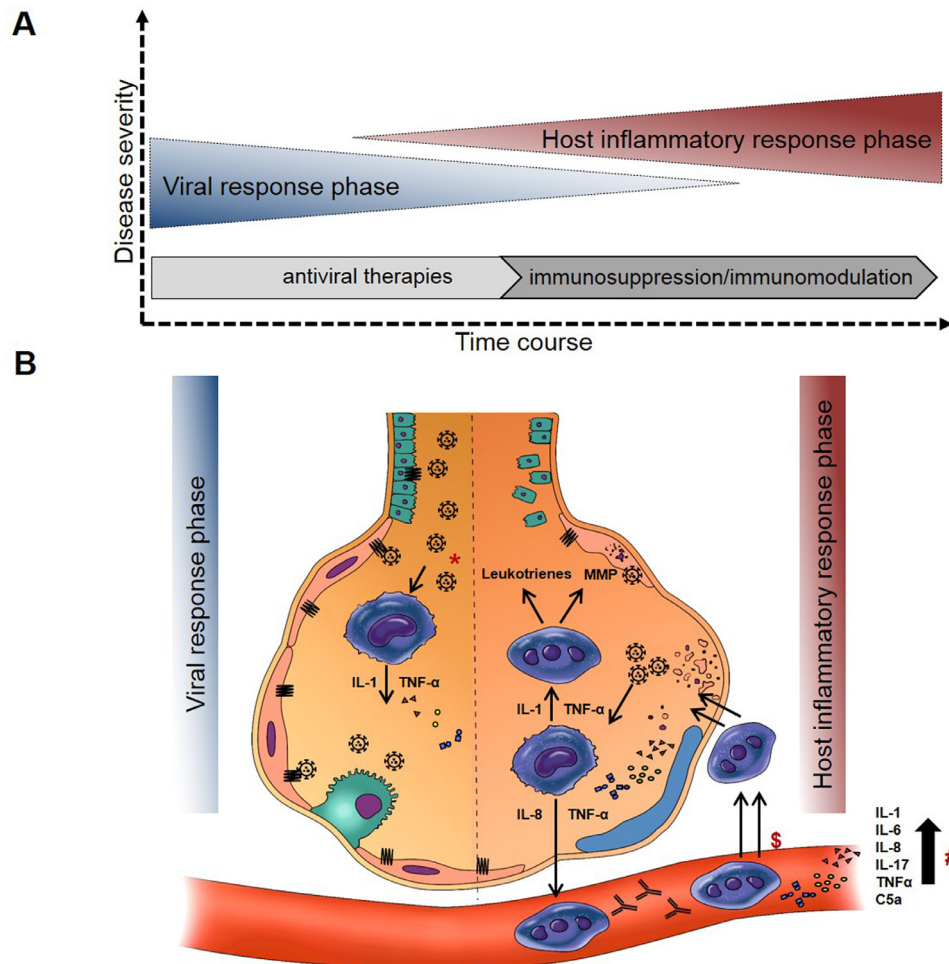 A
Disease severity
Host inflammatory response phase
Viral response phase
antiviral therapies
immunosuppression/immunomodulation
Time course
B
Viral response phase
Host inflammatory response phase
*
Leukotrienes
MMP
IL-1
TNF-α
IL-1
TNF-α
IL-8
TNF-α
$
IL-1
IL-6
IL-8
IL-17
TNFα
C5a
#